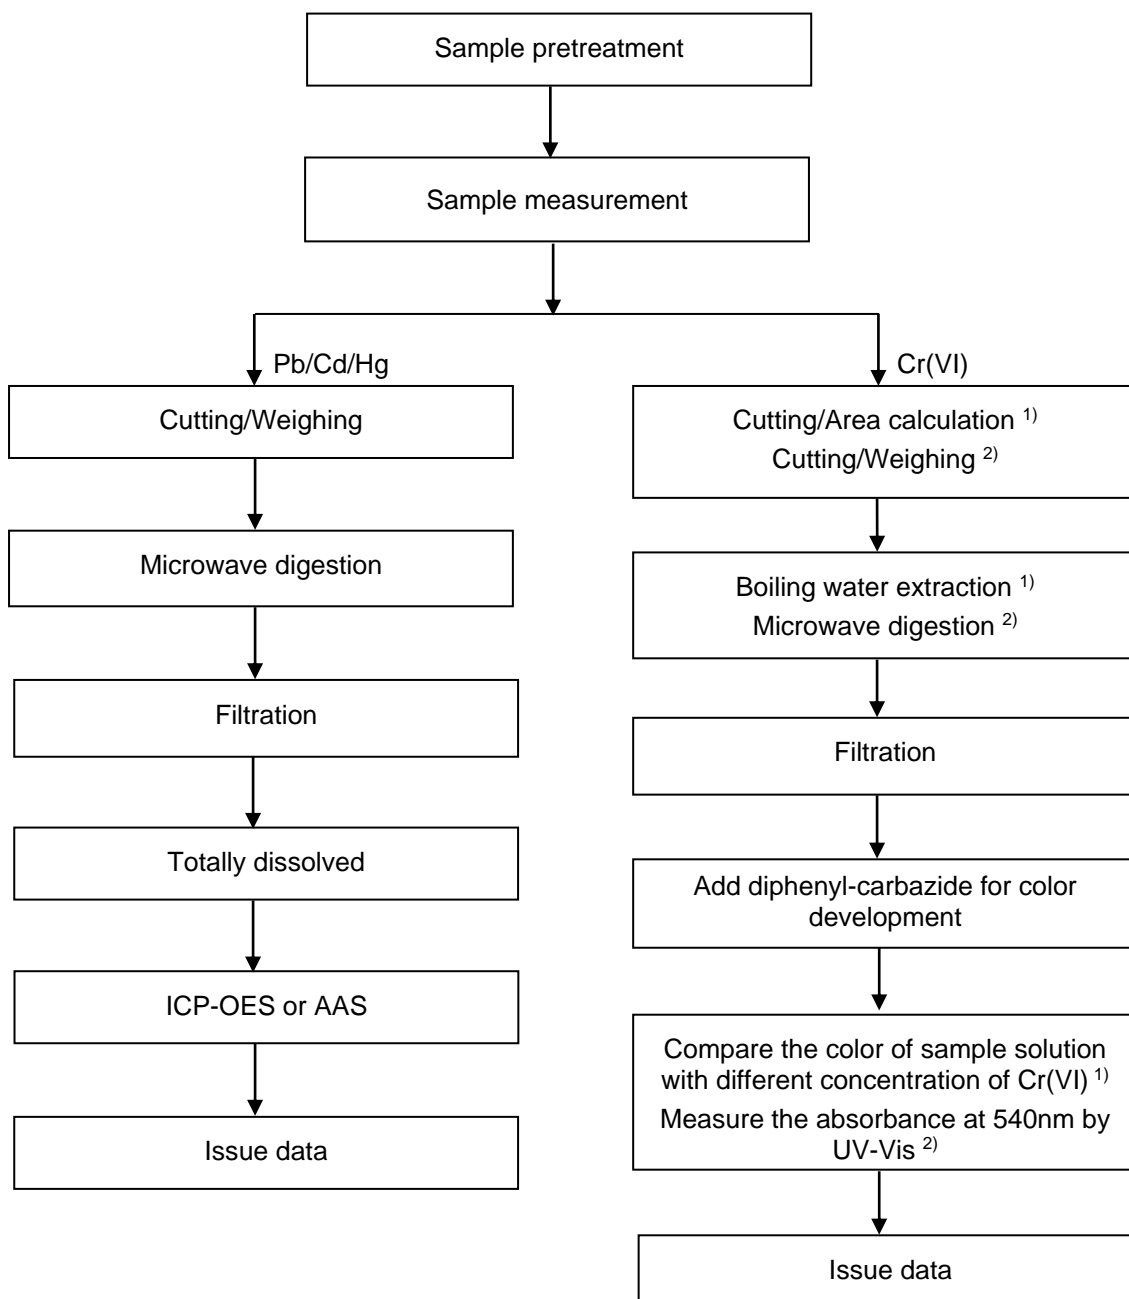 Sample pretreatment
Sample measurement
Pb/Cd/Hg
Cutting/Weighing
Microwave digestion
Filtration
Totally dissolved
ICP-OES or AAS
Issue data
Cr(VI)
Cutting/Area calculation 1)
Cutting/Weighing 2)
Boiling water extraction 1)
Microwave digestion 2)
Filtration
Add diphenyl-carbazide for color
development
Compare the color of sample solution
with different concentration of Cr(VI) 1)
Measure the absorbance at 540nm by
UV-Vis 2)
Issue data